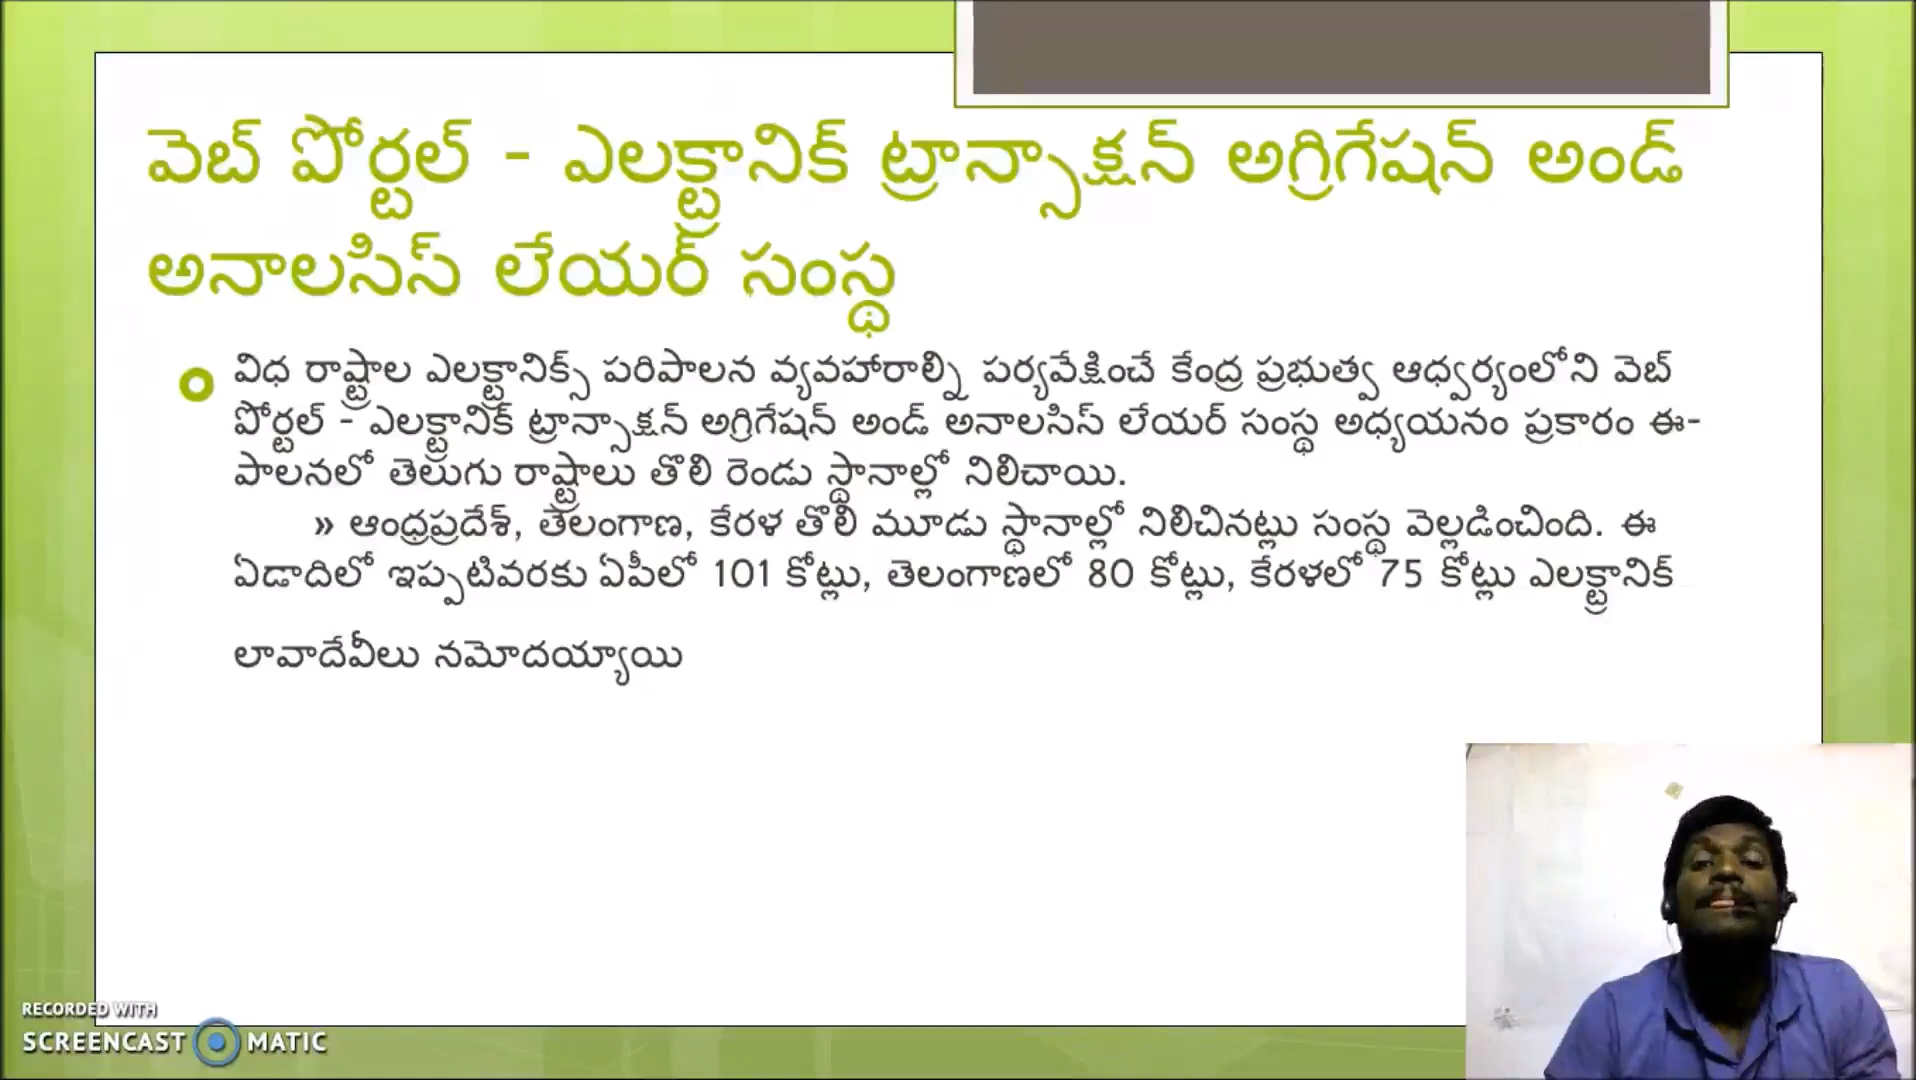 వెబ్ పోర్టల్ - ఎలక్ట్రానిక్ ట్రాన్సాక్షన్ అగ్రిగేషన్ అండ్
అనాలసిస్ లేయర్ సంస్థ
విధ రాష్ట్రాల ఎలక్ట్రానిక్స్ పరిపాలన వ్యవహారాల్ని పర్యవేక్షించే కేంద్ర ప్రభుత్వ ఆధ్వర్యంలోని వెబ్
పోర్టల్ - ఎలక్ట్రానిక్ ట్రాన్సాక్షన్ అగ్రిగేషన్ అండ్ అనాలసిస్ లేయర్ సంస్థ అధ్యయనం ప్రకారం ఈ-
పాలనలో తెలుగు రాష్ట్రాలు తొలి రెండు స్థానాల్లో నిలిచాయి.
» ఆంధ్రప్రదేశ్, తెలంగాణ, కేరళ తొలి మూడు స్థానాల్లో నిలిచినట్లు సంస్థ వెల్లడించింది. ఈ
ఏడాదిలో ఇప్పటివరకు ఏపీలో 101 కోట్లు, తెలంగాణలో 80 కోట్లు, కేరళలో 75 కోట్లు ఎలక్ట్రానిక్
లావాదేవీలు నమోదయ్యాయి
RECORDED WITH
SCREENCAST MATIC